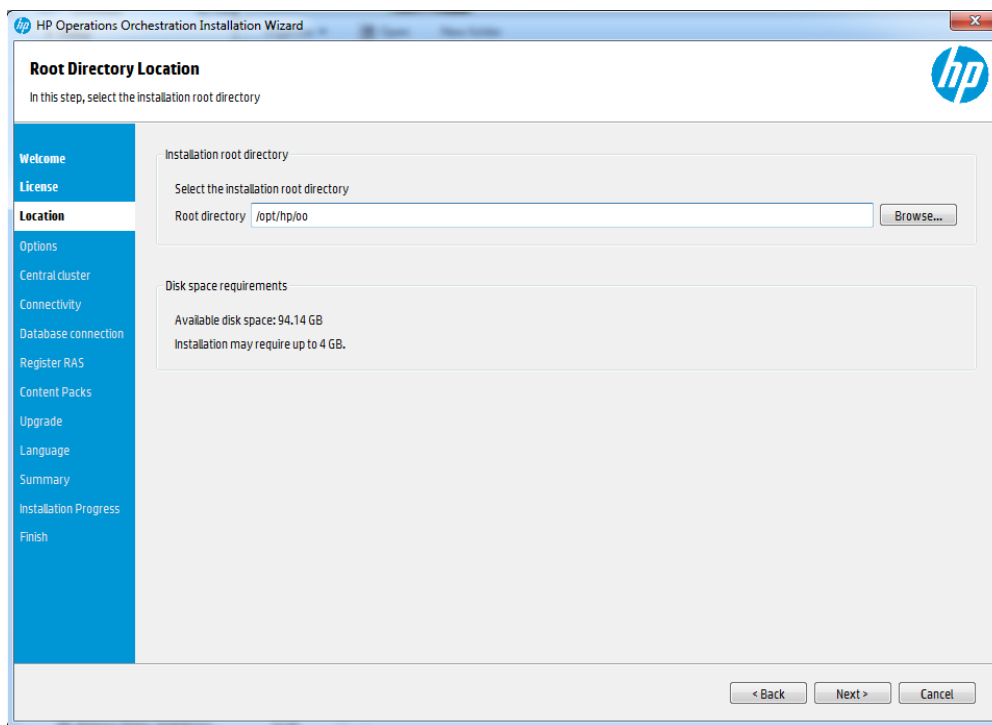 HP Operations Orchestration Installation Wizard
Open New folder
Root Directory Location
In this step, select the installation root directory
hp
Welcome
License
Location
Options
Central cluster
Connectivity
Database connection
Register RAS
Content Packs
Upgrade
Language
Summary
Installation Progress
Finish
Installation root directory
Select the installation root directory
Root directory /opt/hp/oo Browse...
Disk space requirements
Available disk space: 94.14 GB
Installation may require up to 4 GB.
< Back Next > Cancel